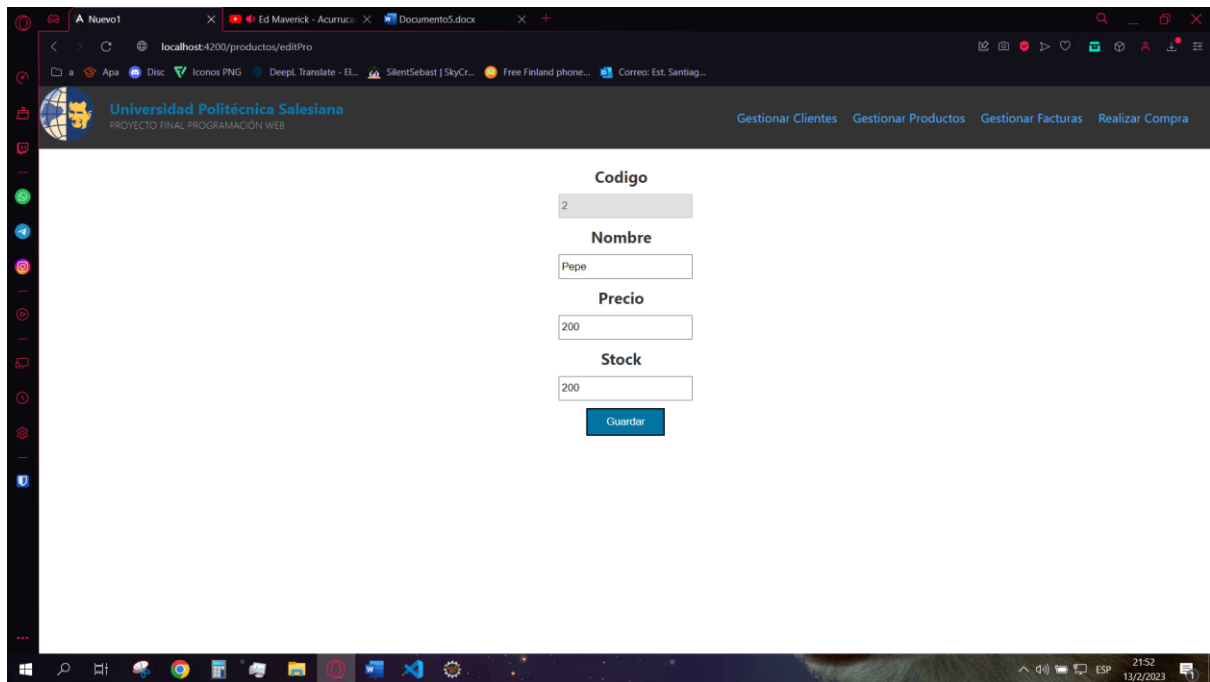 Nuevo1
Ed Maverick - Acurruca
Documento5.docx
localhost:4200/productos/editPro
a
Apa
Disc
Iconos PNG
DeepL Translate - El...
SilentSebast | SkyCr...
Free Finland phone...
Correo: Est. Santiag...
Universidad Politécnica Salesiana
PROYECTO FINAL PROGRAMACIÓN WEB
Gestionar Clientes
Gestionar Productos
Gestionar Facturas
Realizar Compra
Codigo
2
Nombre
Pepe
Precio
200
Stock
200
Guardar
ESP
21:52
13/2/2023